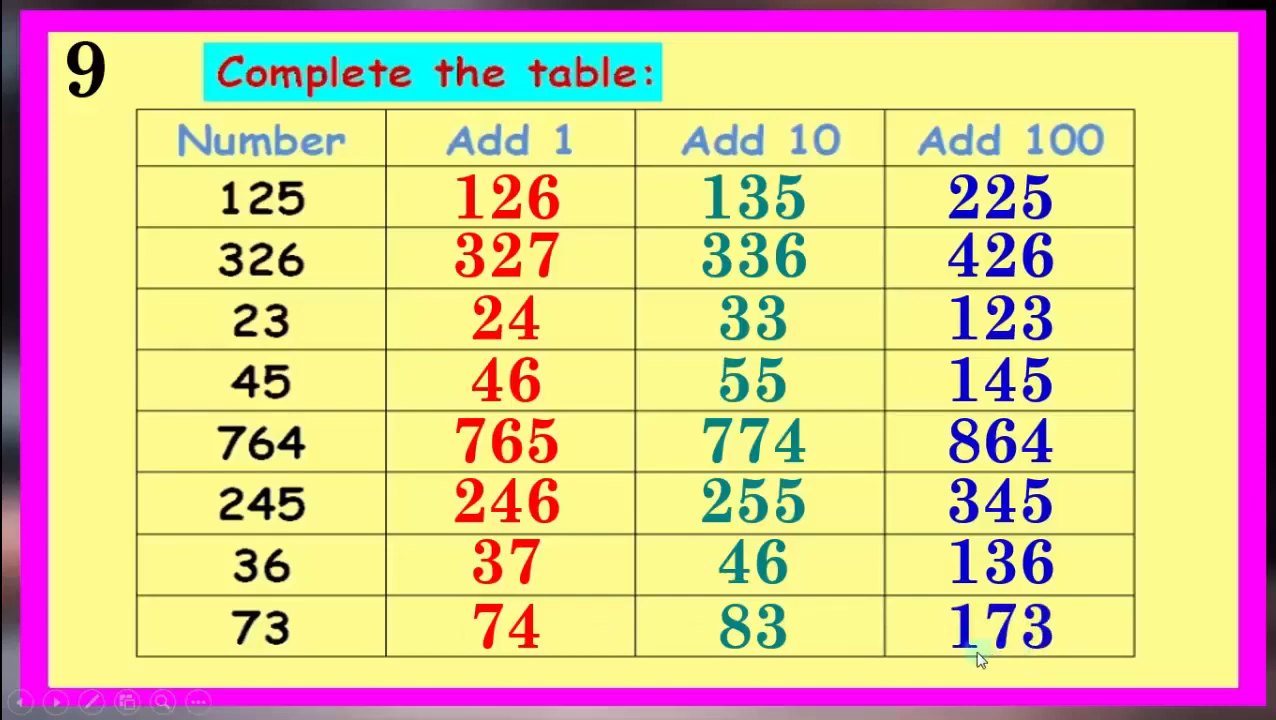 9
Complete the table:
Number Add 1 Add 10 Add 100
125 126 135 225
326 327 336 426
23 24 33 123
45 46 55 145
764 765 774 864
245 246 255 345
36 37 46 136
73 74 83 173